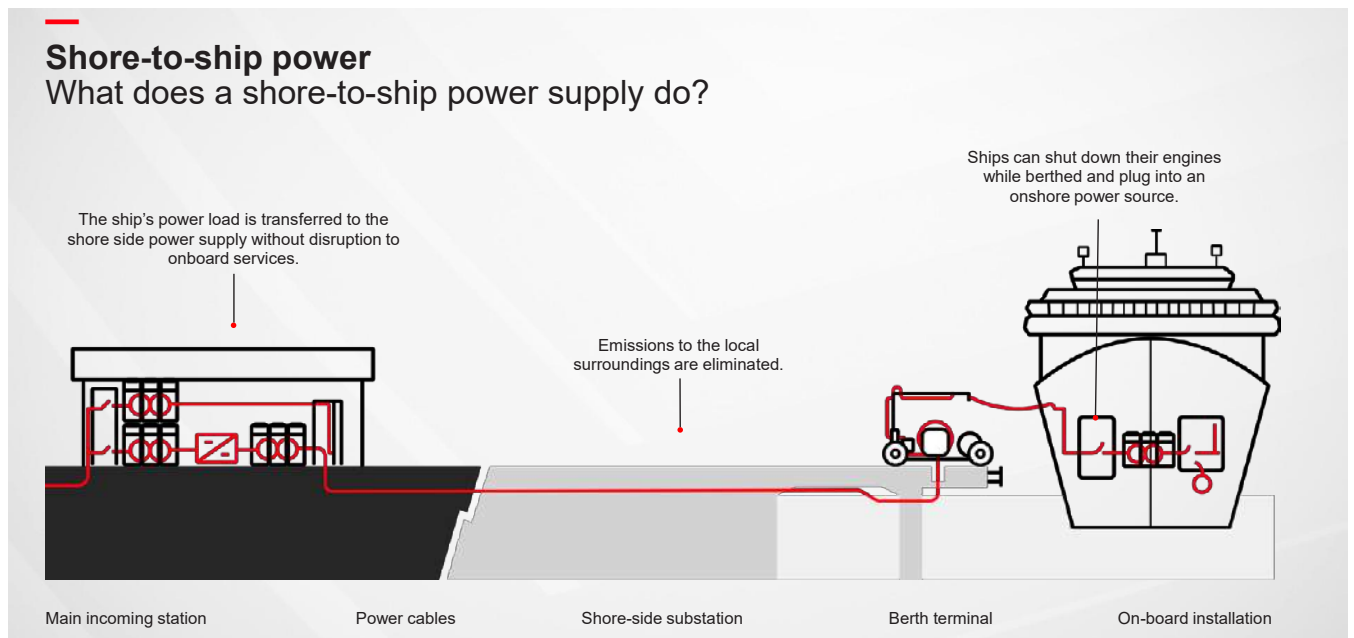 Shore-to-ship power
What does a shore-to-ship power supply do?
Ships can shut down their engines
while berthed and plug into an
onshore power source.
The ship’s power load is transferred to the
shore side power supply without disruption to
onboard services.
Emissions to the local
surroundings are eliminated.
Main incoming station
Power cables
Shore-side substation
Berth terminal
On-board installation